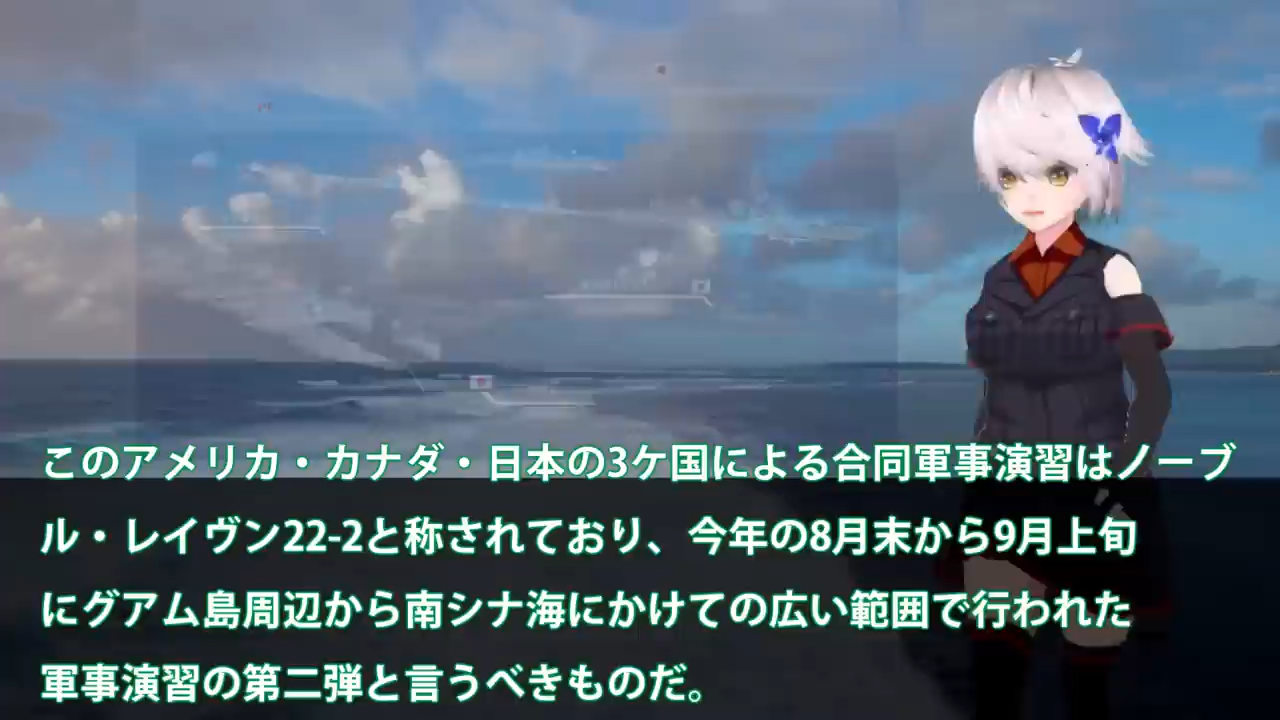 このアメリカ・カナダ・日本の3ケ国による合同軍事演習はノーブ
ル・レイヴン22-2と称されており、今年の8月末から9月上旬
にグアム島周辺から南シナ海にかけての広い範囲で行われた
軍事演習の第二弾と言うべきものだ。